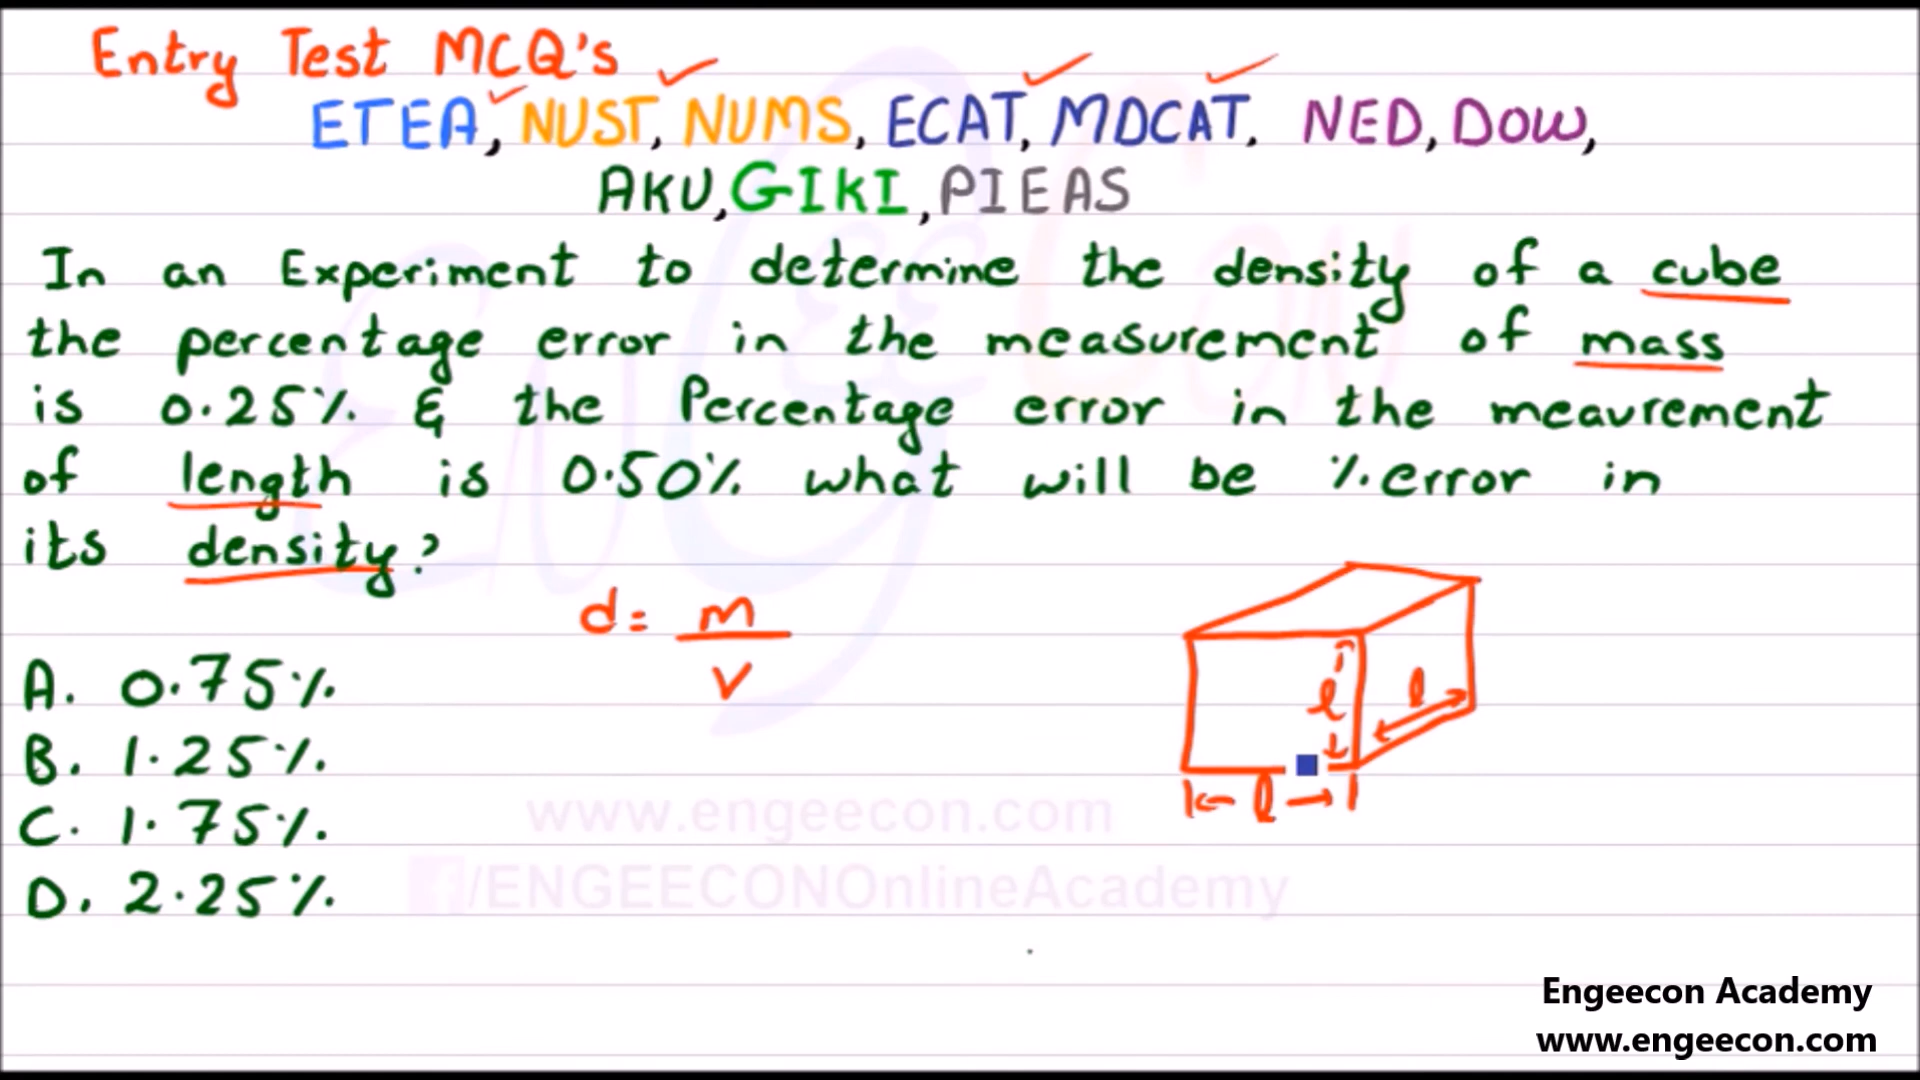 Entry Test MCQ's
ETEA, NUST, NUMS, ECAT, MDCAT, NED, DOW,
AKU, GIKI, PIEAS
In an Experiment to determine the density of a cube
the percentage error in the measurement of mass
is 0.25% & the Percentage error in the meaurement
of length is 0.50% what will be % error in
its density?
d = m
v
A. 0.75%
B. 1.25%
C. 1.75%
D. 2.25%
l
l
l
ENGEECON
www.engeecon.com
f/ENGEECONOnlineAcademy
Engeecon Academy
www.engeecon.com